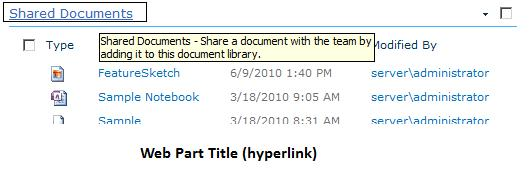 Shared Documents
Type
Shared Documents - Share a document with the team by
adding it to this document library.
Modified By
FeatureSketch 6/9/2010 1:40 PM server\administrator
Sample Notebook 3/18/2010 9:05 AM server\administrator
Sample 3/18/2010 8:31 AM server\administrator
Web Part Title (hyperlink)